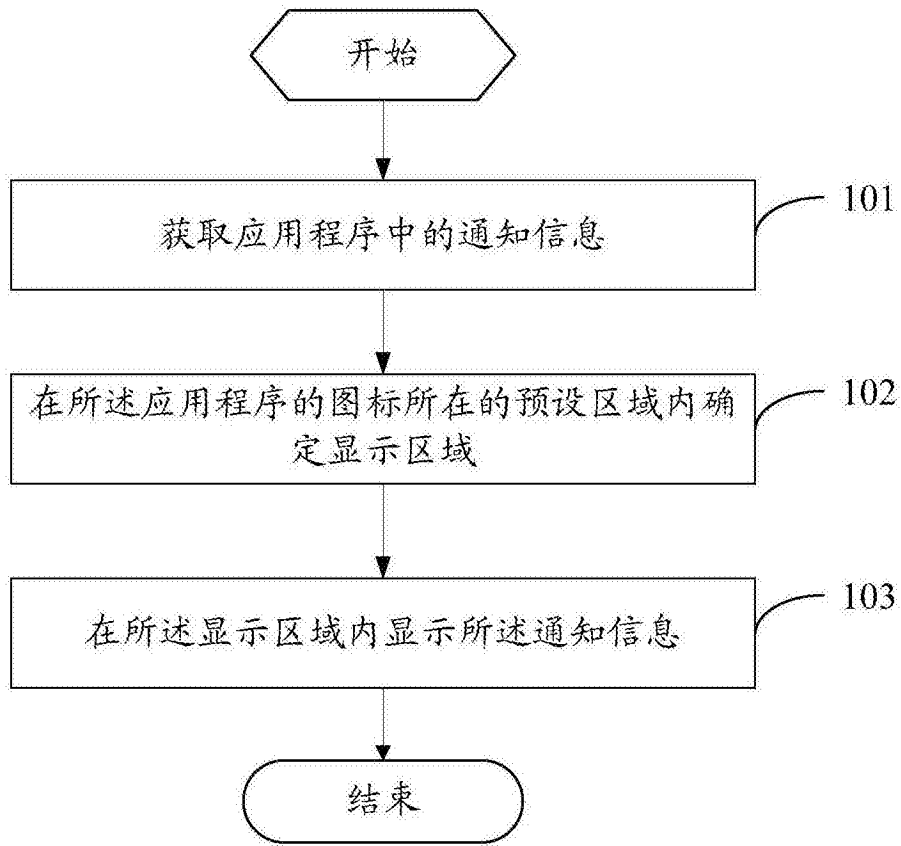 开始
获取应用程序中的通知信息
101
在所述应用程序的图标所在的预设区域内确
定显示区域
102
在所述显示区域内显示所述通知信息
103
结束